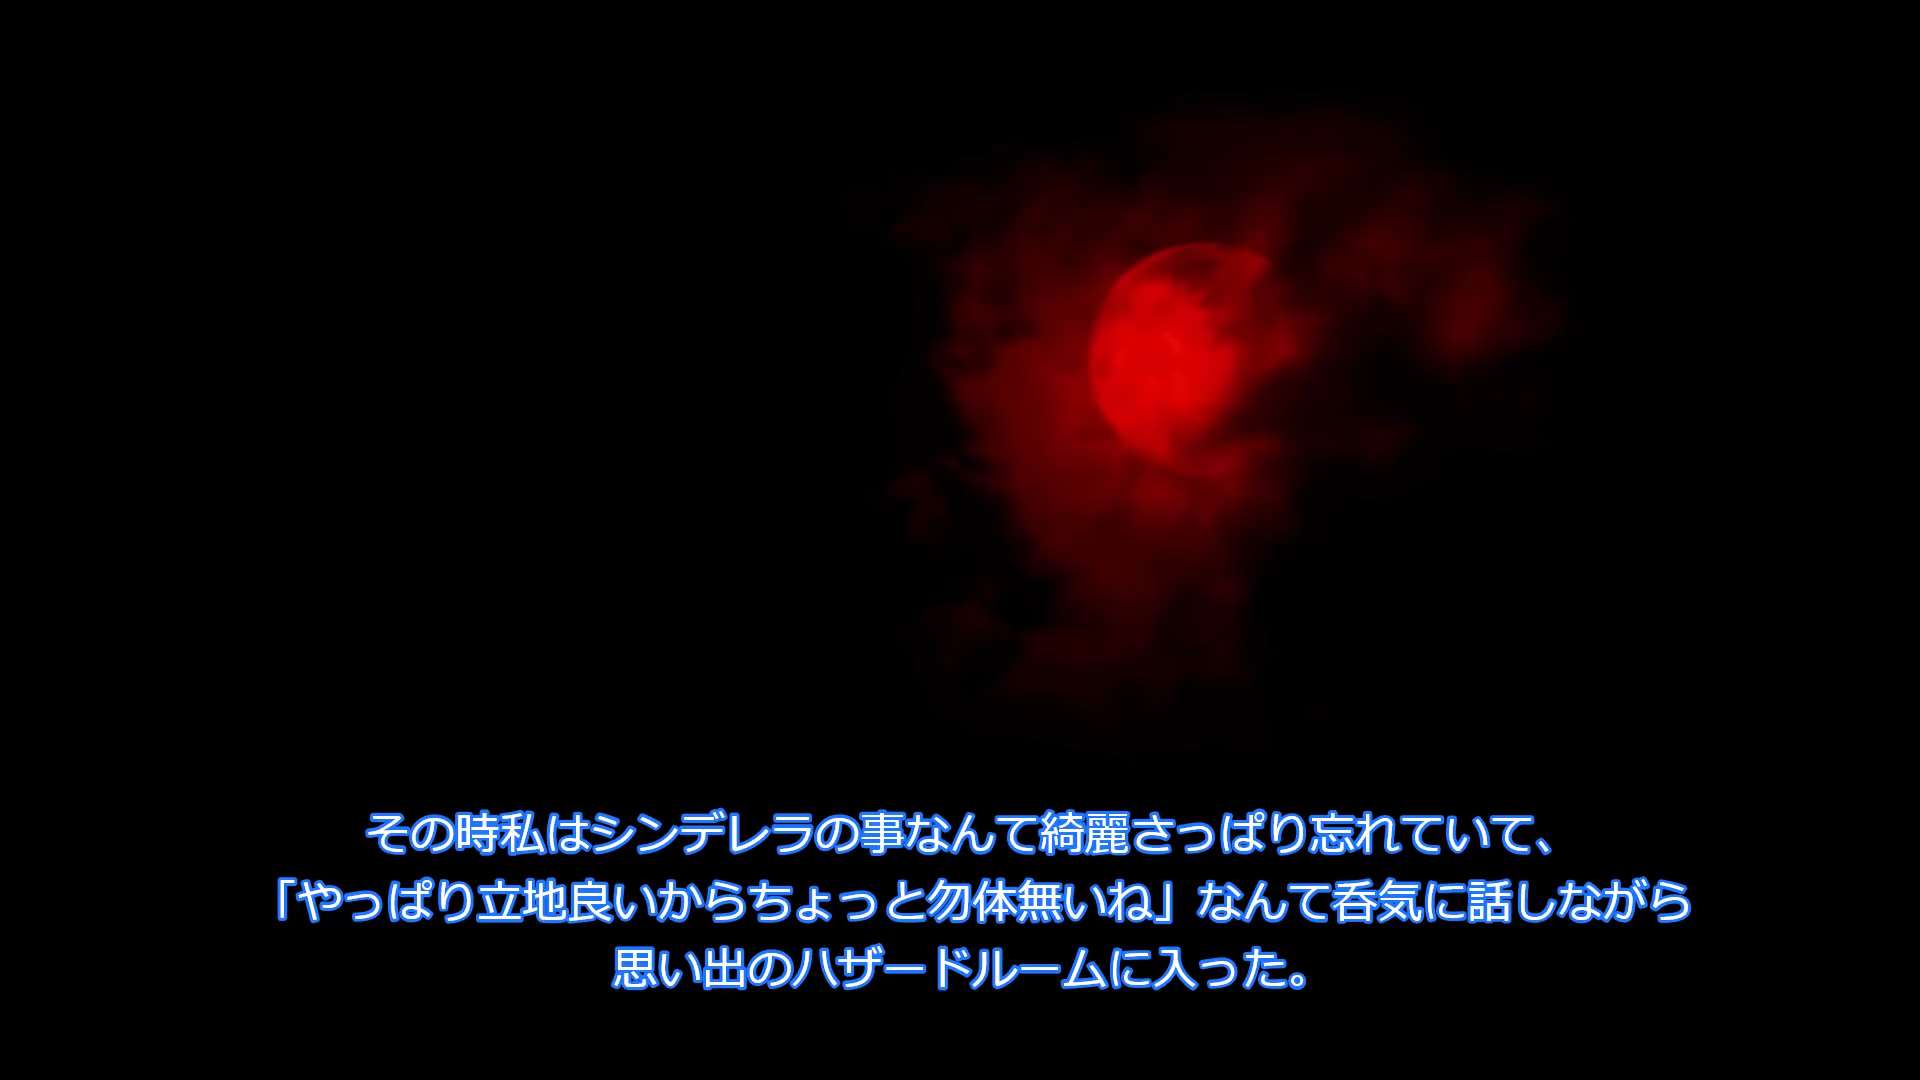 その時私はシンデレラの事なんて綺麗さっぱり忘れていて、
「やっぱり立地良いからちょっと勿体無いね」なんて呑気に話しながら
思い出のハザードルームに入った。